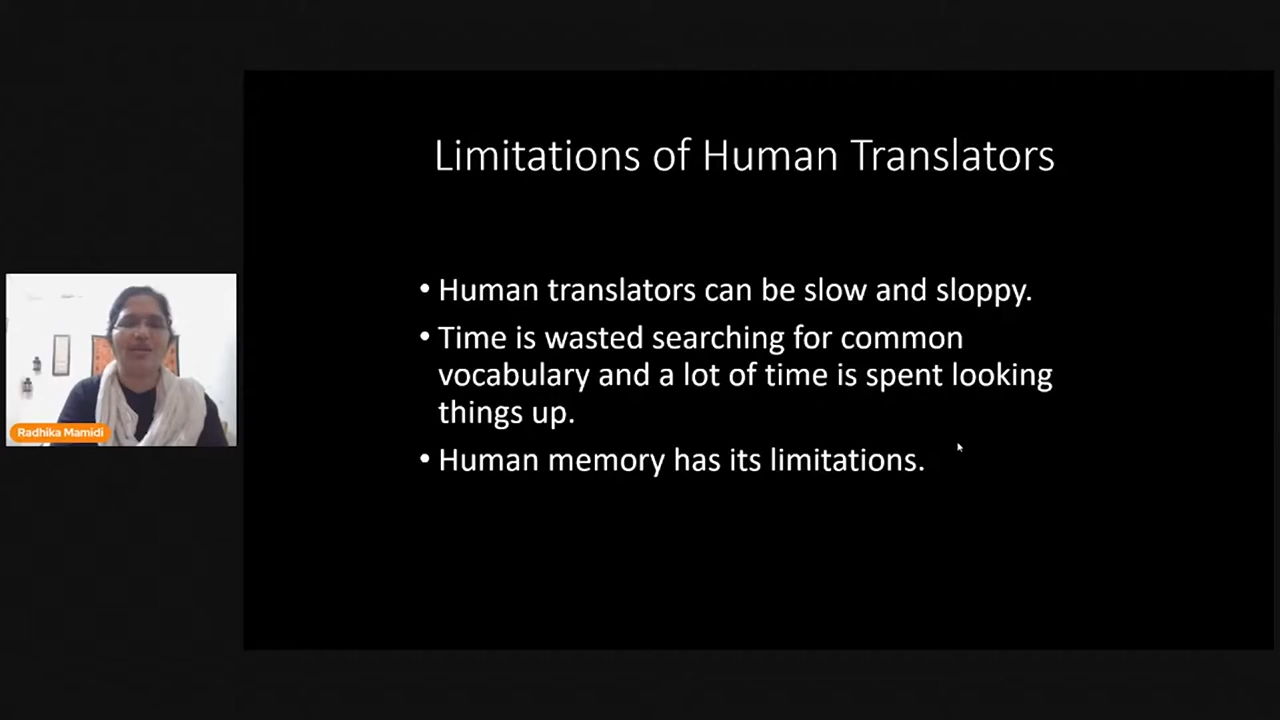 Limitations of Human Translators
• Human translators can be slow and sloppy.
• Time is wasted searching for common
vocabulary and a lot of time is spent looking
things up.
• Human memory has its limitations.
Radhika Mamidi